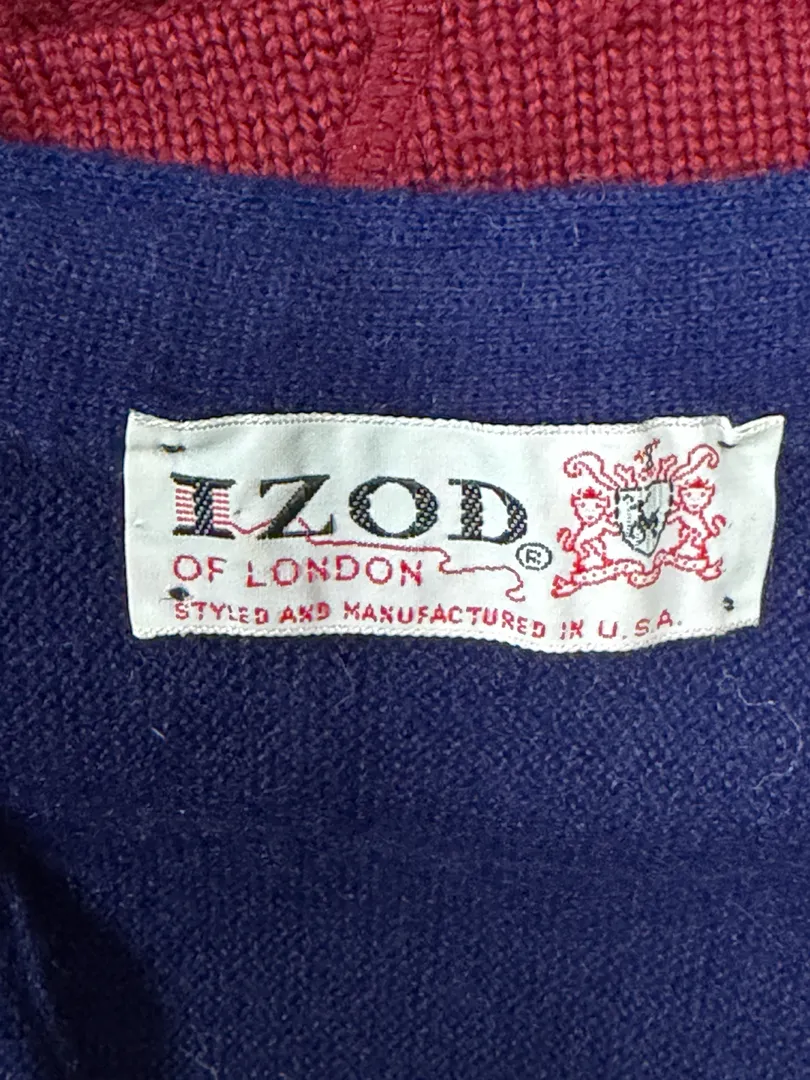 IZOD®
OF LONDON
STYLED AND MANUFACTURED IN U.S.A.